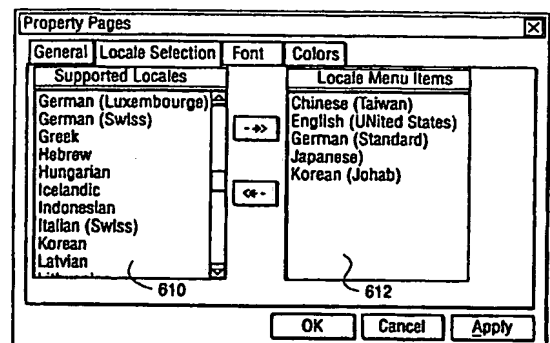 Property Pages
General Locale Selection Font Colors
Supported Locales
German (Luxembourge)
German (Swiss)
Greek
Hebrew
Hungarian
Icelandic
Indonesian
Italian (Swiss)
Korean
Latvian
610
Locale Menu Items
Chinese (Taiwan)
English (UNited States)
German (Standard)
Japanese)
Korean (Johab)
612
OK Cancel Apply